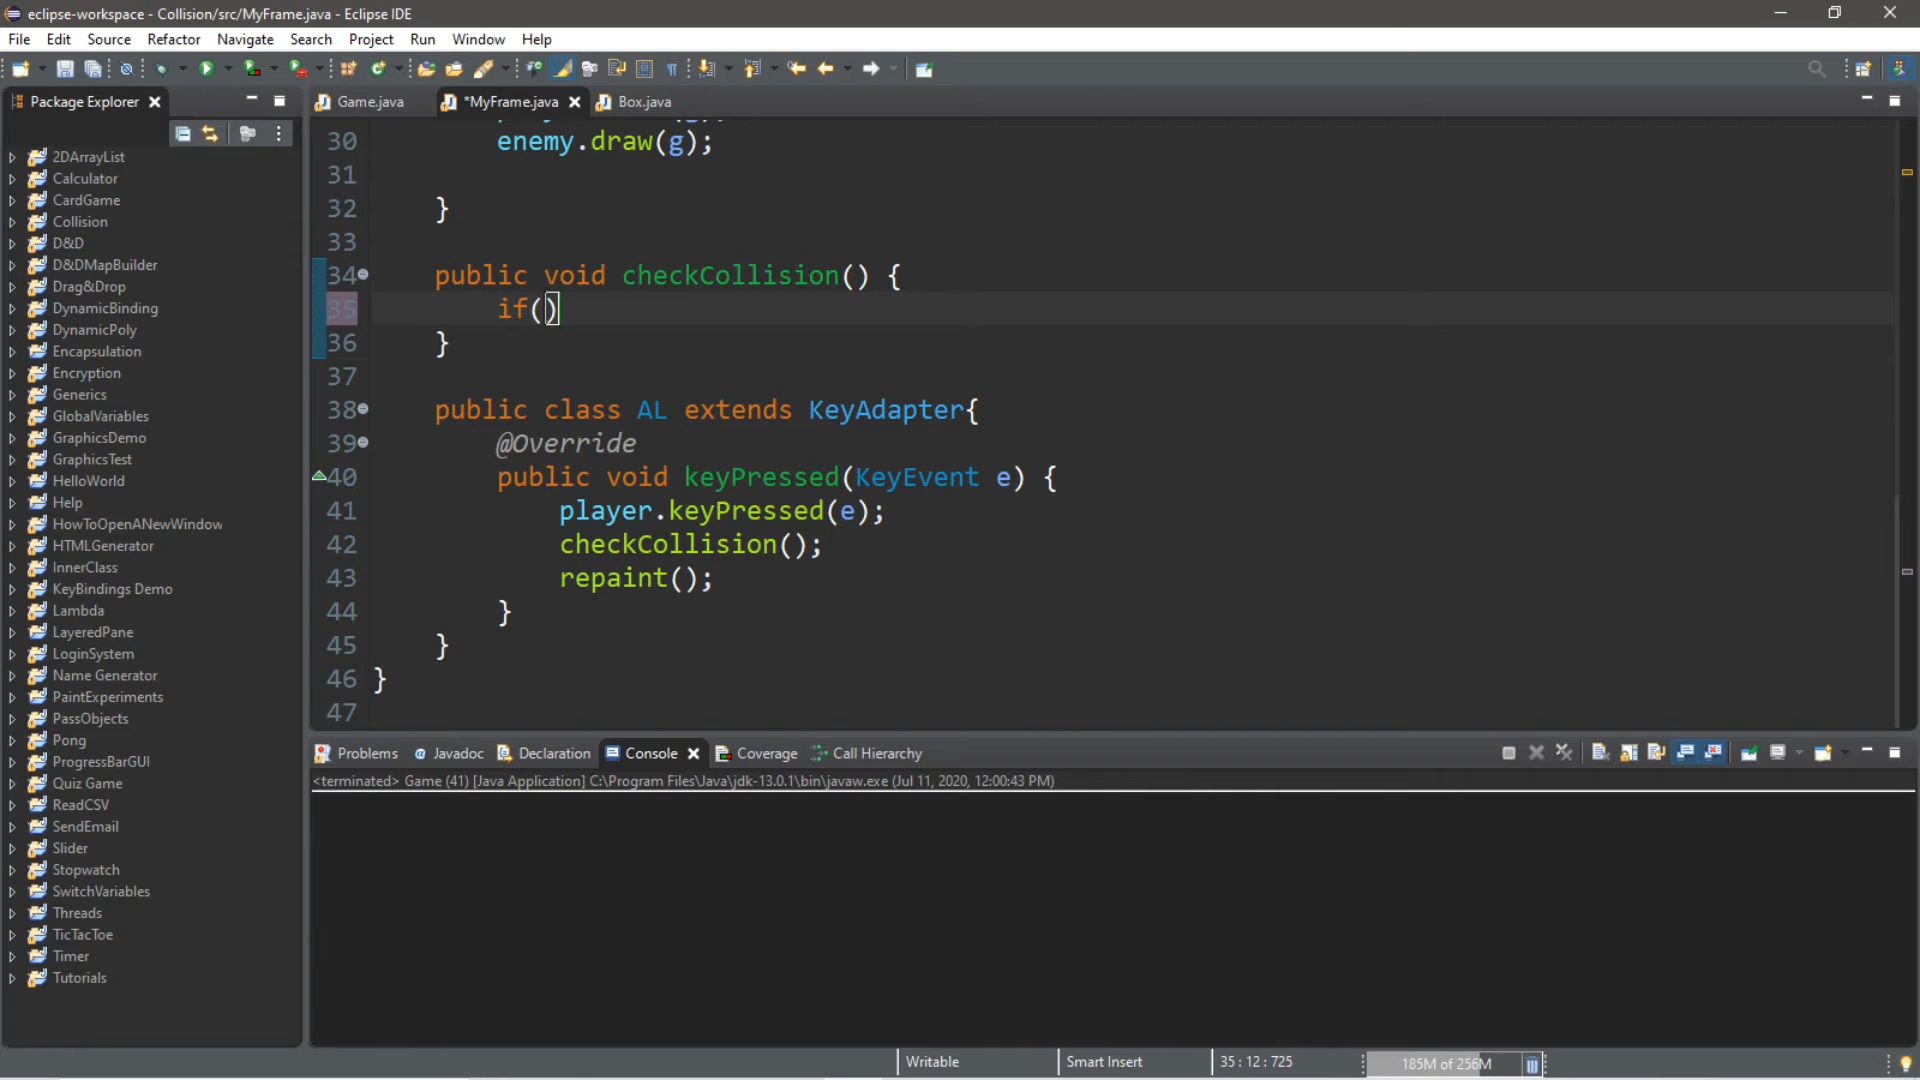 eclipse-workspace - Collision/src/MyFrame.java - Eclipse IDE
File Edit Source Refactor Navigate Search Project Run Window Help
Package Explorer
Game.java *MyFrame.java Box.java
2DArrayList
Calculator
CardGame
Collision
D&D
D&DMapBuilder
Drag&Drop
DynamicBinding
DynamicPoly
Encapsulation
Encryption
Generics
GlobalVariables
GraphicsDemo
GraphicsTest
HelloWorld
Help
HowToOpenANewWindow
HTMLGenerator
InnerClass
KeyBindings Demo
Lambda
LayeredPane
LoginSystem
Name Generator
PaintExperiments
PassObjects
Pong
ProgressBarGUI
Quiz Game
ReadCSV
SendEmail
Slider
Stopwatch
SwitchVariables
Threads
TicTacToe
Timer
Tutorials
30 enemy.draw(g);
31
32 }
33
34 public void checkCollision() {
35 if()
36 }
37
38 public class AL extends KeyAdapter{
39 @Override
40 public void keyPressed(KeyEvent e) {
41 player.keyPressed(e);
42 checkCollision();
43 repaint();
44 }
45 }
46 }
47
Problems @ Javadoc Declaration Console Coverage Call Hierarchy
<terminated> Game (41) [Java Application] C:\Program Files\Java\jdk-13.0.1\bin\javaw.exe (Jul 11, 2020, 12:00:43 PM)
Writable Smart Insert 35 : 12 : 725 185M of 256M